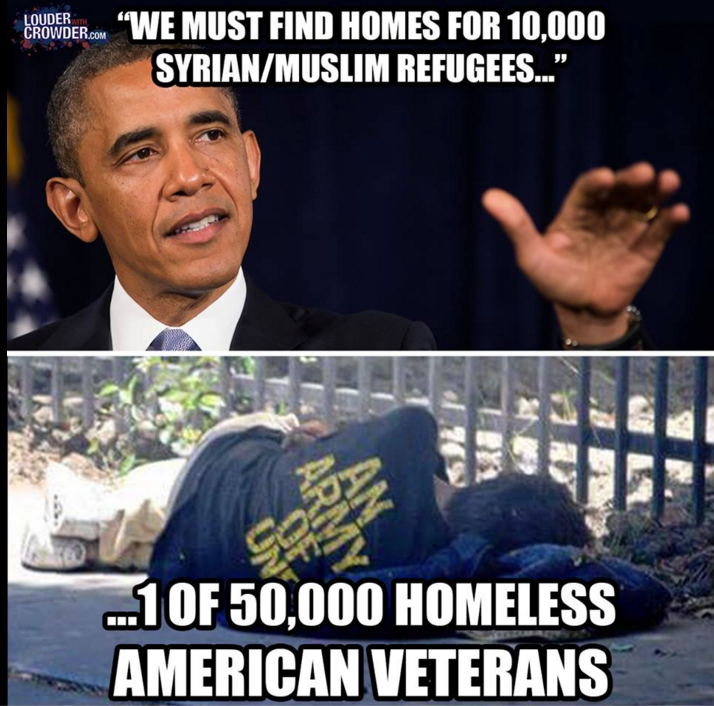 LOUDER WITH
CROWDER.COM
“WE MUST FIND HOMES FOR 10,000
SYRIAN/MUSLIM REFUGEES...”
AN
ARMY
OF
...1 OF 50,000 HOMELESS
AMERICAN VETERANS